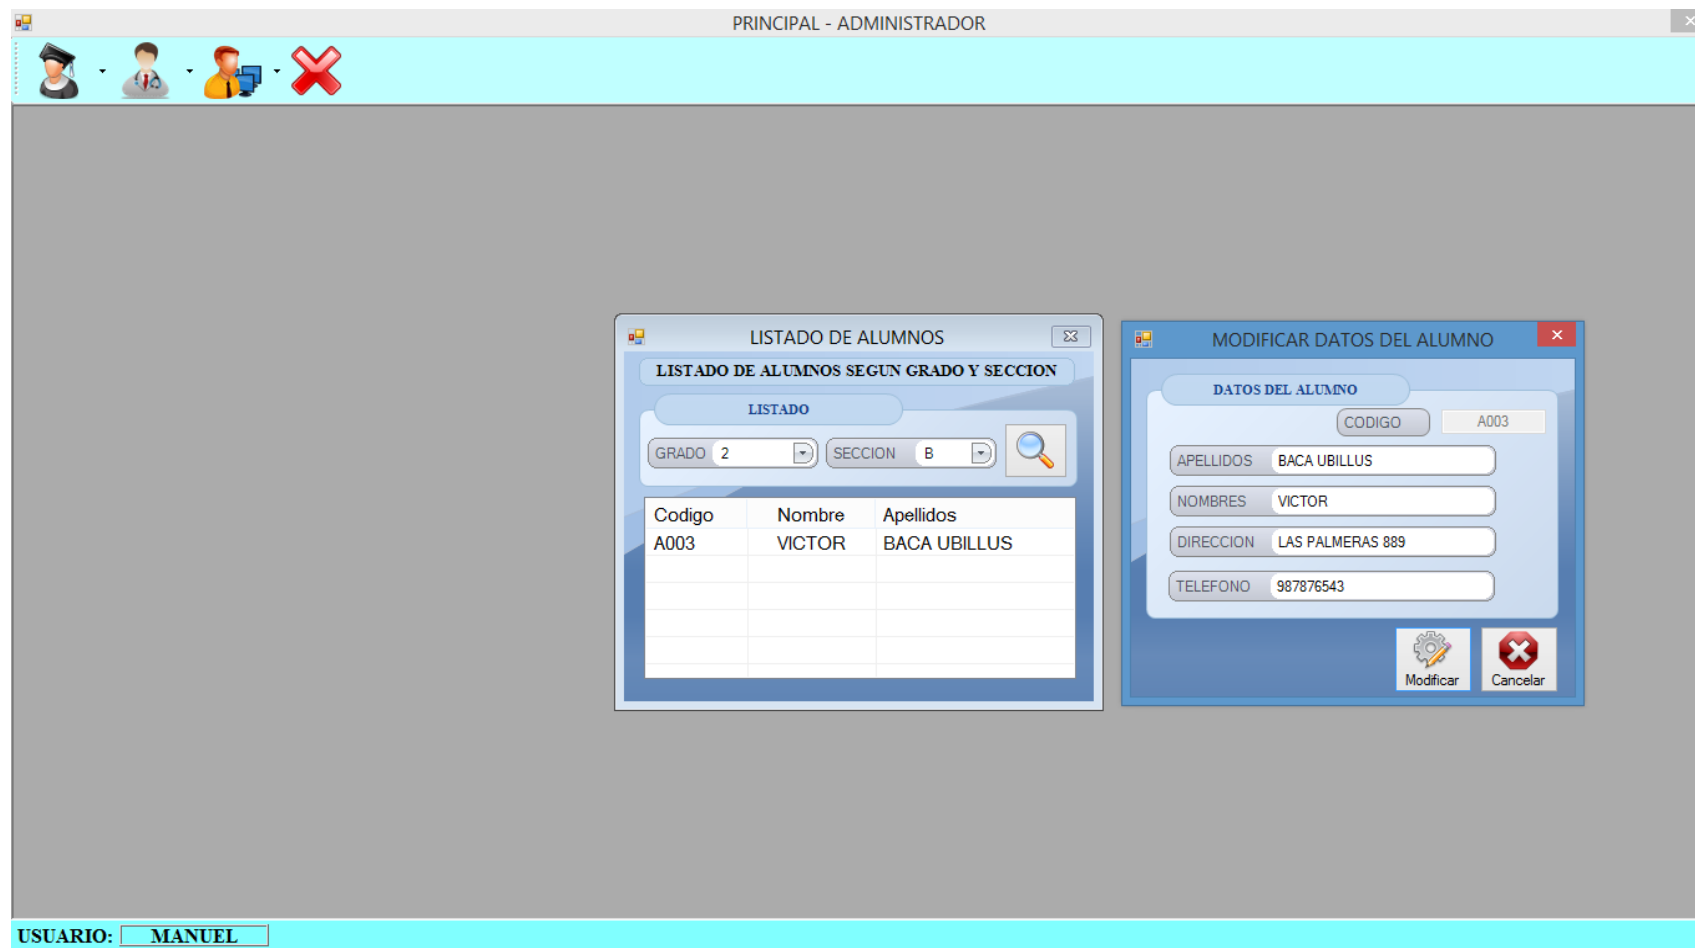 PRINCIPAL - ADMINISTRADOR
LISTADO DE ALUMNOS
LISTADO DE ALUMNOS SEGUN GRADO Y SECCION
LISTADO
GRADO 2 SECCION B
Codigo Nombre Apellidos
A003 VICTOR BACA UBILLUS
MODIFICAR DATOS DEL ALUMNO
DATOS DEL ALUMNO
CODIGO A003
APELLIDOS BACA UBILLUS
NOMBRES VICTOR
DIRECCION LAS PALMERAS 889
TELEFONO 987876543
Modificar Cancelar
USUARIO: MANUEL